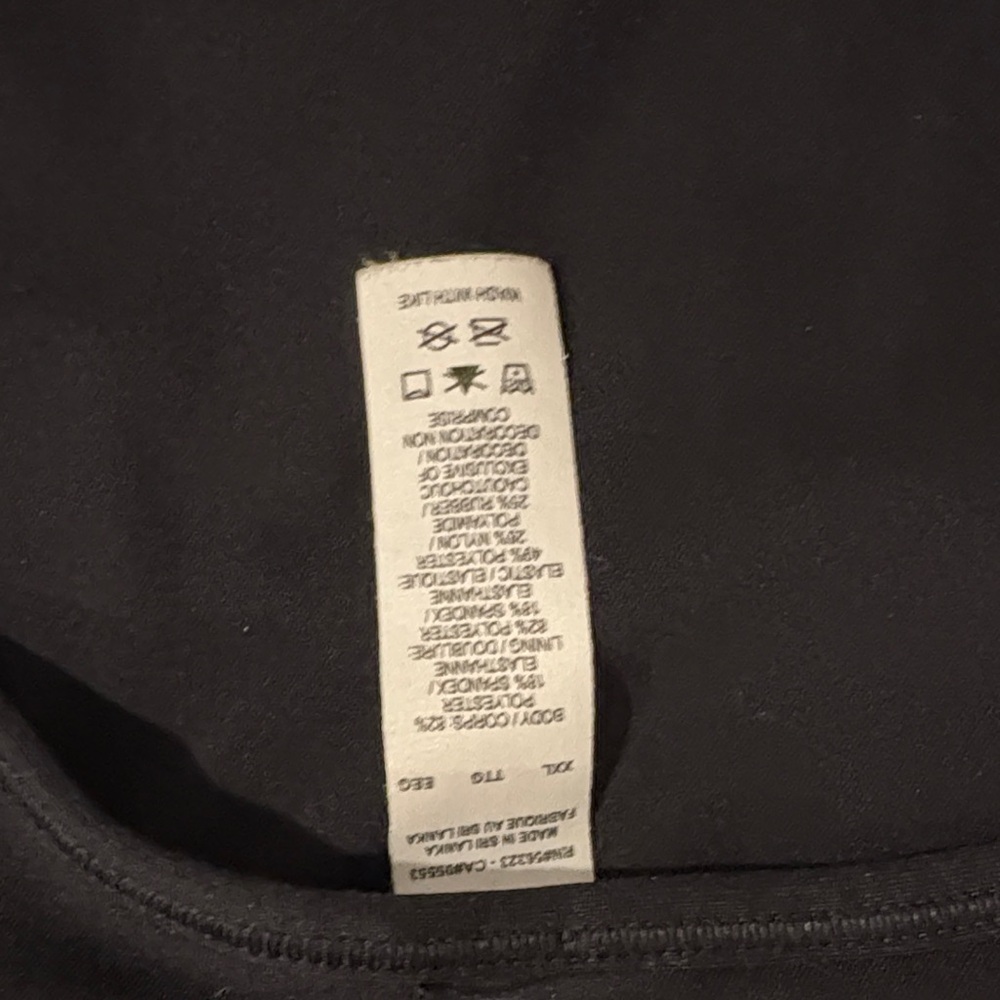 RN#56323 - CA#05553
MADE IN SRI LANKA
FABRIQUE AU SRI LANKA
XXL TTG EEG
BODY / CORPS: 82%
POLYESTER
18% SPANDEX /
ELASTHANNE
LINING / DOUBLURE:
82% POLYESTER
18% SPANDEX /
ELASTHANNE
ELASTIC / ELASTIQUE:
49% POLYESTER
26% NYLON /
POLYAMIDE
25% RUBBER /
CAOUTCHOUC
EXCLUSIVE OF
DECORATION /
DECORATION NON
COMPRISE
WASH WITH LIKE